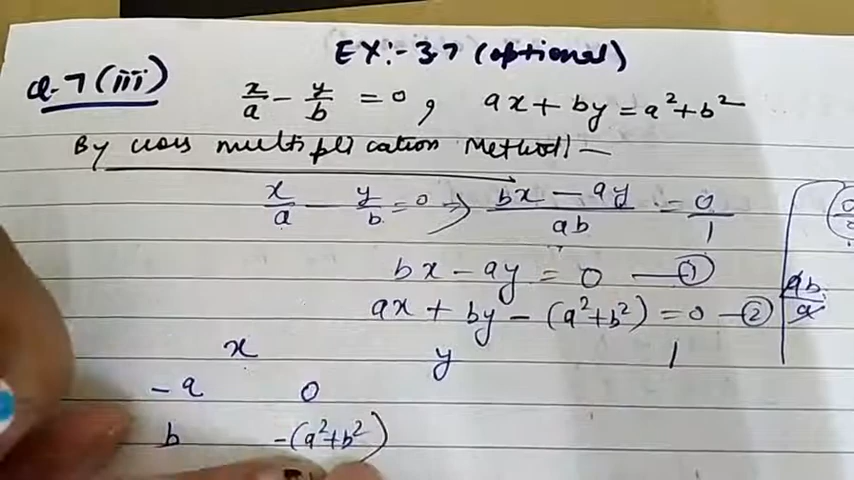 EX:- 3.7 (optional)
Q-7 (iii)
x/a - y/b = 0, ax + by = a² + b²
By cross multiplication Method:-
x/a - y/b = 0 ⇒ (bx - ay)/ab = 0/1
bx - ay = 0 —①
ax + by - (a² + b²) = 0 —②
ab/a
x y 1
-a 0
b -(a² + b²)